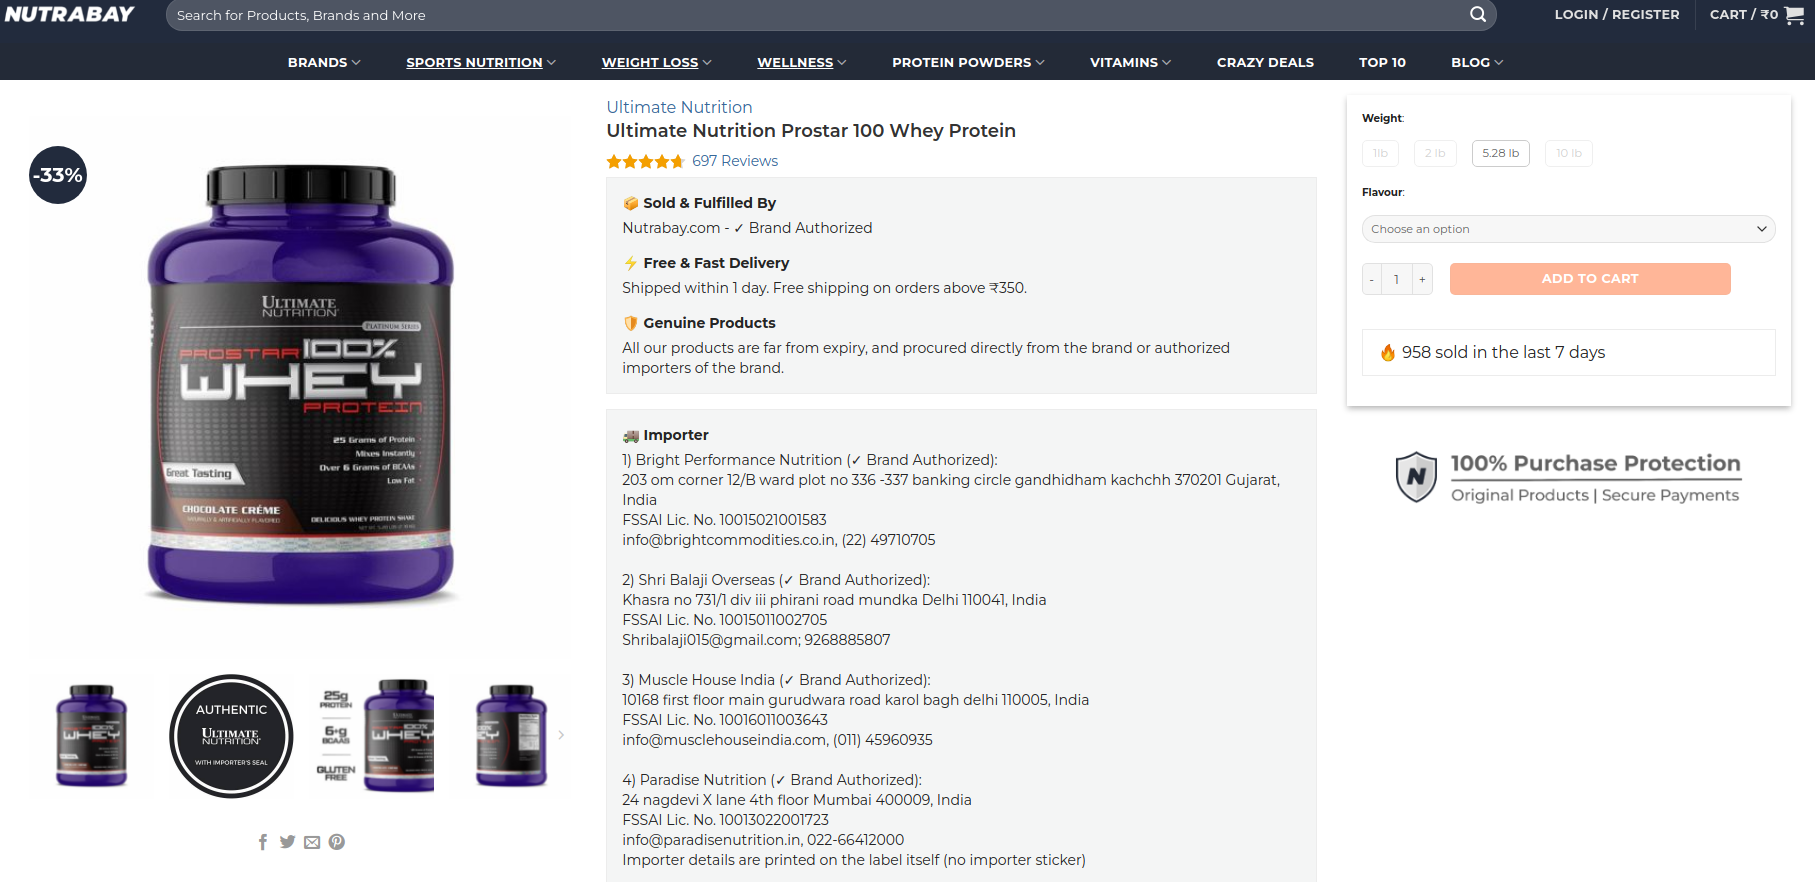 NUTRABAY
Search for Products, Brands and More
LOGIN / REGISTER
CART / ₹0
BRANDS
SPORTS NUTRITION
WEIGHT LOSS
WELLNESS
PROTEIN POWDERS
VITAMINS
CRAZY DEALS
TOP 10
BLOG
-33%
ULTIMATE
NUTRITION
PLATINUM SERIES
PROSTAR 100%
WHEY
PROTEIN
25 Grams of Protein
Mixes Instantly
Over 6 Grams of BCAAs
Low Fat
Great Tasting
CHOCOLATE CRÉME
NATURALLY & ARTIFICIALLY FLAVORED
DELICIOUS WHEY PROTEIN SHAKE
AUTHENTIC
ULTIMATE
NUTRITION
WITH IMPORTER'S SEAL
25g
PROTEIN
6+g
BCAAS
GLUTEN
FREE
WHEY
Ultimate Nutrition
Ultimate Nutrition Prostar 100 Whey Protein
697 Reviews
Sold & Fulfilled By
Nutrabay.com - ✓ Brand Authorized
Free & Fast Delivery
Shipped within 1 day. Free shipping on orders above ₹350.
Genuine Products
All our products are far from expiry, and procured directly from the brand or authorized
importers of the brand.
Importer
1) Bright Performance Nutrition (✓ Brand Authorized):
203 om corner 12/B ward plot no 336 -337 banking circle gandhidham kachchh 370201 Gujarat,
India
FSSAI Lic. No. 10015021001583
info@brightcommodities.co.in, (22) 49710705
2) Shri Balaji Overseas (✓ Brand Authorized):
Khasra no 731/1 div iii phirani road mundka Delhi 110041, India
FSSAI Lic. No. 10015011002705
Shribalaji015@gmail.com; 9268885807
3) Muscle House India (✓ Brand Authorized):
10168 first floor main gurudwara road karol bagh delhi 110005, India
FSSAI Lic. No. 10016011003643
info@musclehouseindia.com, (011) 45960935
4) Paradise Nutrition (✓ Brand Authorized):
24 nagdevi X lane 4th floor Mumbai 400009, India
FSSAI Lic. No. 10013022001723
info@paradisenutrition.in, 022-66412000
Importer details are printed on the label itself (no importer sticker)
Weight:
1lb
2 lb
5.28 lb
10 lb
Flavour:
Choose an option
- 1 +
ADD TO CART
958 sold in the last 7 days
N
100% Purchase Protection
Original Products | Secure Payments